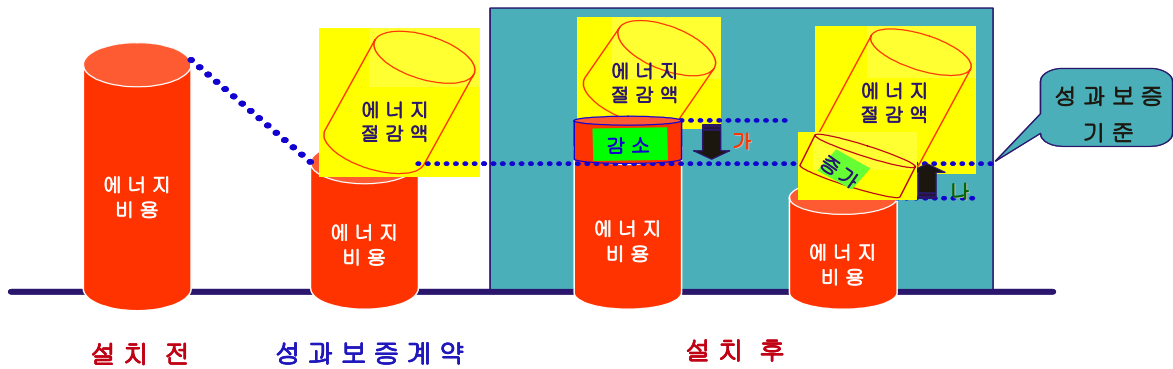 에너지
비용
에너지
절감액
에너지
비용
에너지
절감액
감소
가
에너지
비용
에너지
절감액
증가
나
에너지
비용
성과보증
기준
설치 전
성과보증계약
설치 후